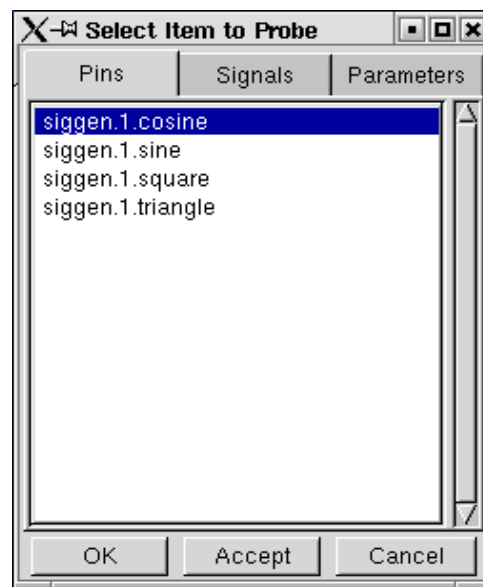 Select Item to Probe
Pins Signals Parameters
siggen.1.cosine
siggen.1.sine
siggen.1.square
siggen.1.triangle
OK Accept Cancel